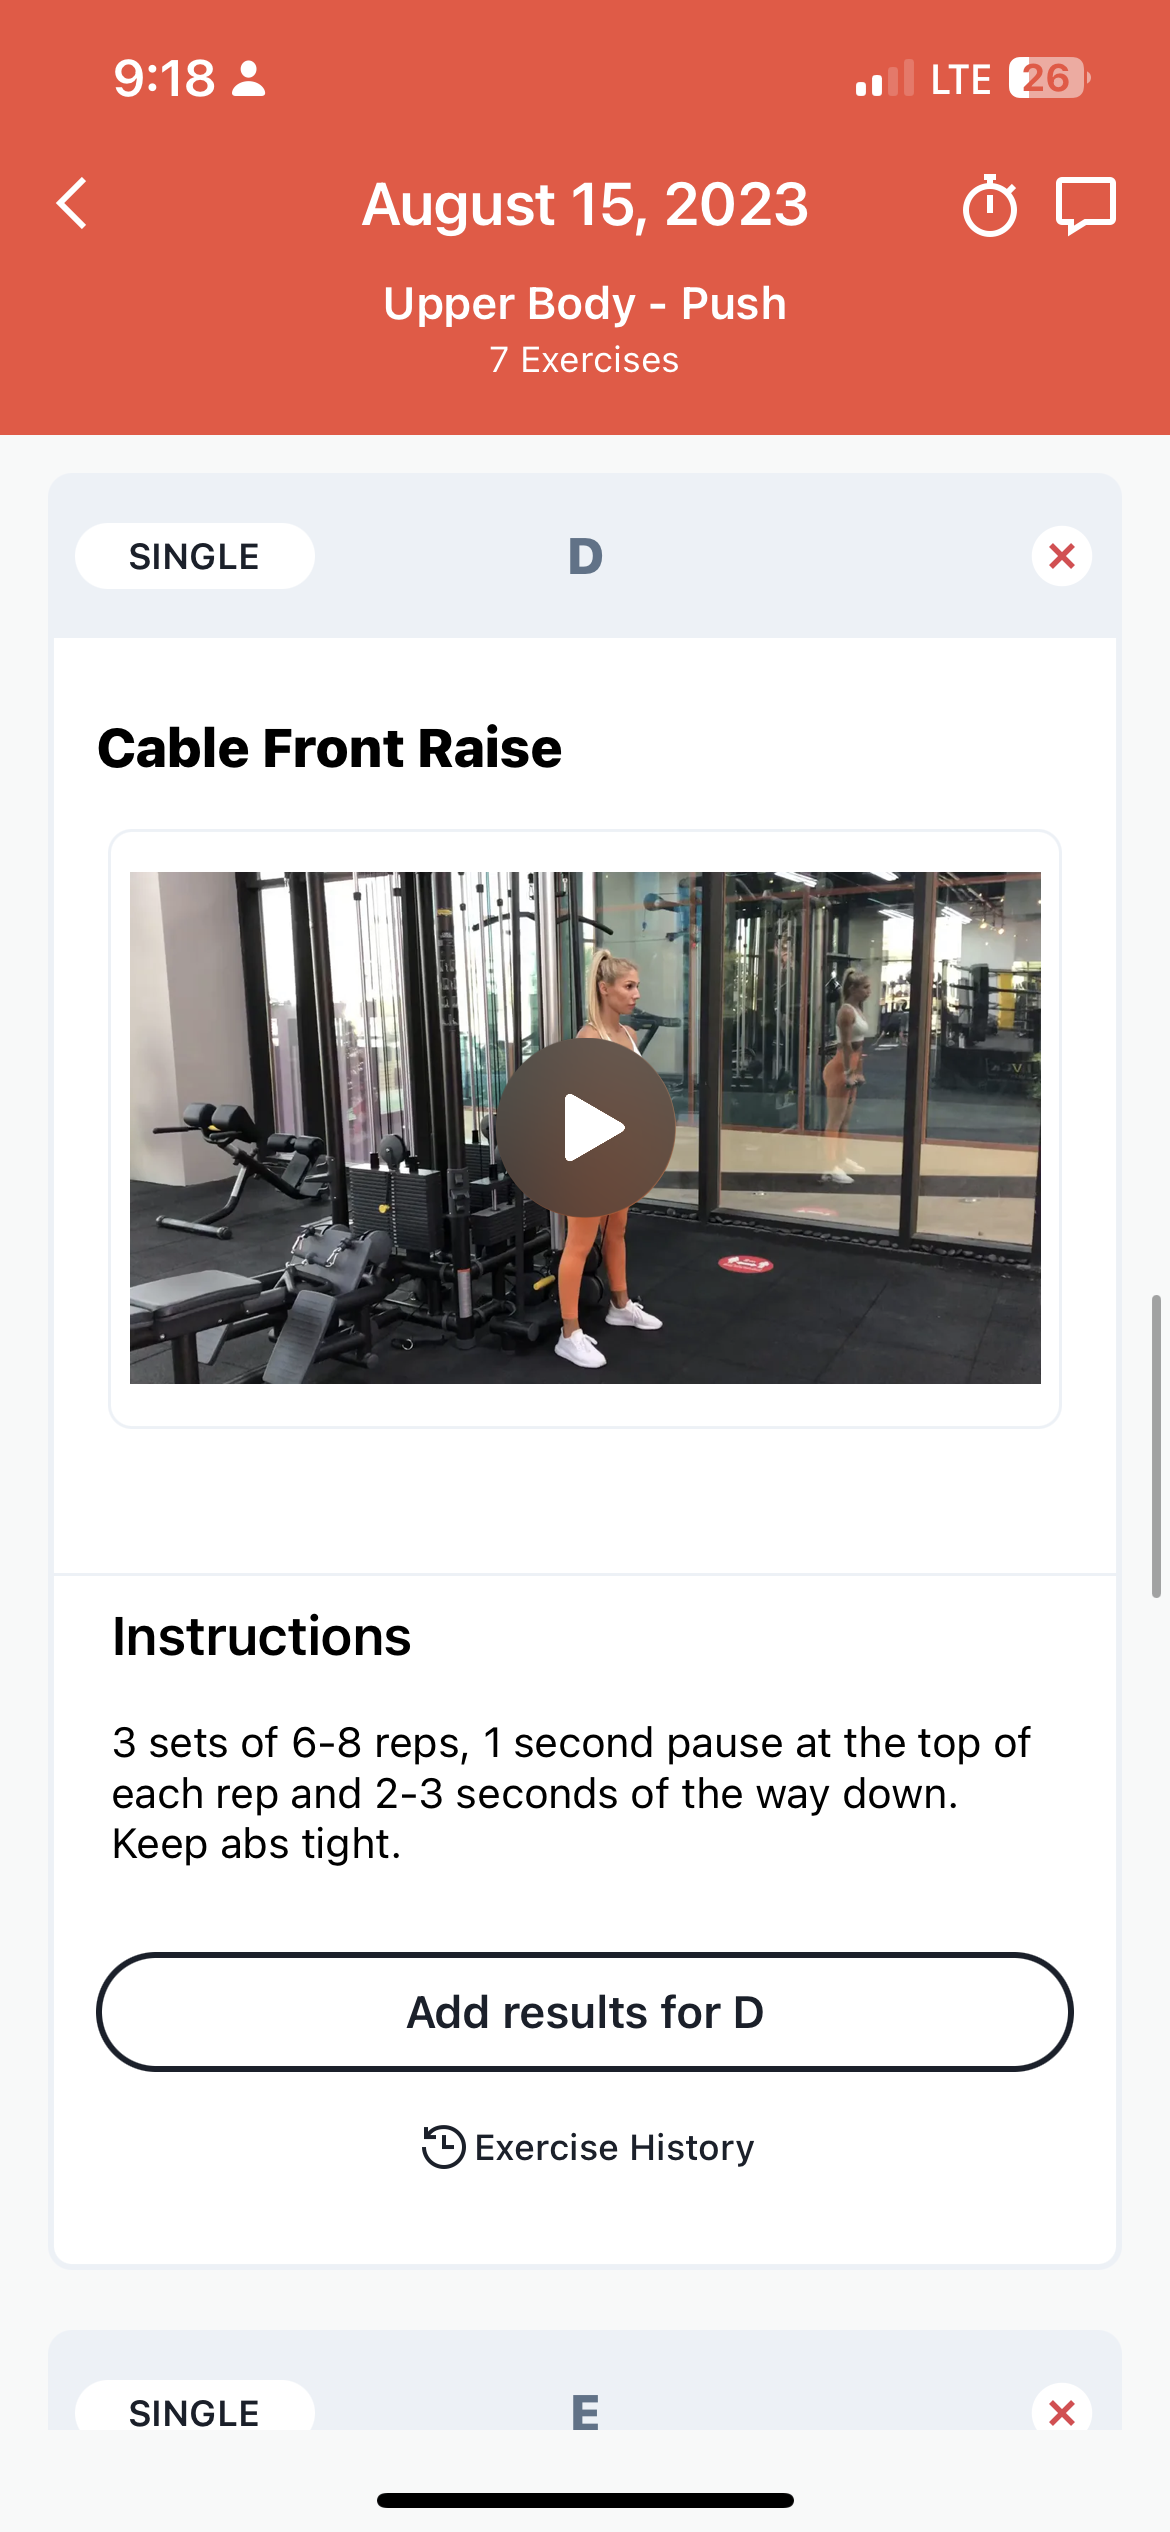 9:18
LTE 26
August 15, 2023
Upper Body - Push
7 Exercises
SINGLE
D
Cable Front Raise
Instructions
3 sets of 6-8 reps, 1 second pause at the top of
each rep and 2-3 seconds of the way down.
Keep abs tight.
Add results for D
Exercise History
SINGLE
E